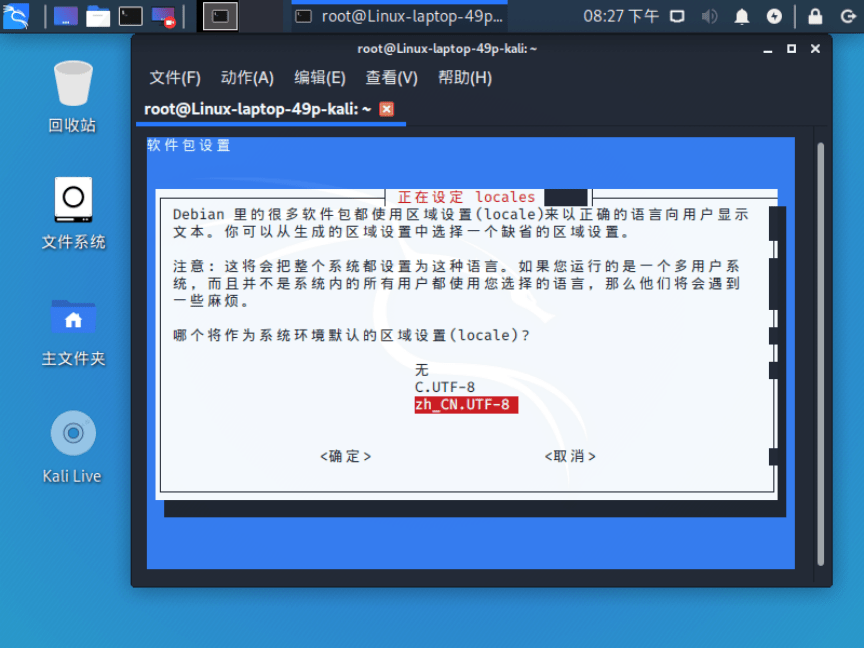 root@Linux-laptop-49p...
08:27 下午
root@Linux-laptop-49p-kali: ~
文件(F) 动作(A) 编辑(E) 查看(V) 帮助(H)
root@Linux-laptop-49p-kali: ~
回收站
文件系统
主文件夹
Kali Live
软件包设置
正在设定 locales
Debian 里的很多软件包都使用区域设置(locale)来以正确的语言向用户显示
文本。你可以从生成的区域设置中选择一个缺省的区域设置。
注意：这将会把整个系统都设置为这种语言。如果您运行的是一个多用户系
统，而且并不是系统内的所有用户都使用您选择的语言，那么他们将会遇到
一些麻烦。
哪个将作为系统环境默认的区域设置(locale)?
无
C.UTF-8
zh_CN.UTF-8
<确定> <取消>